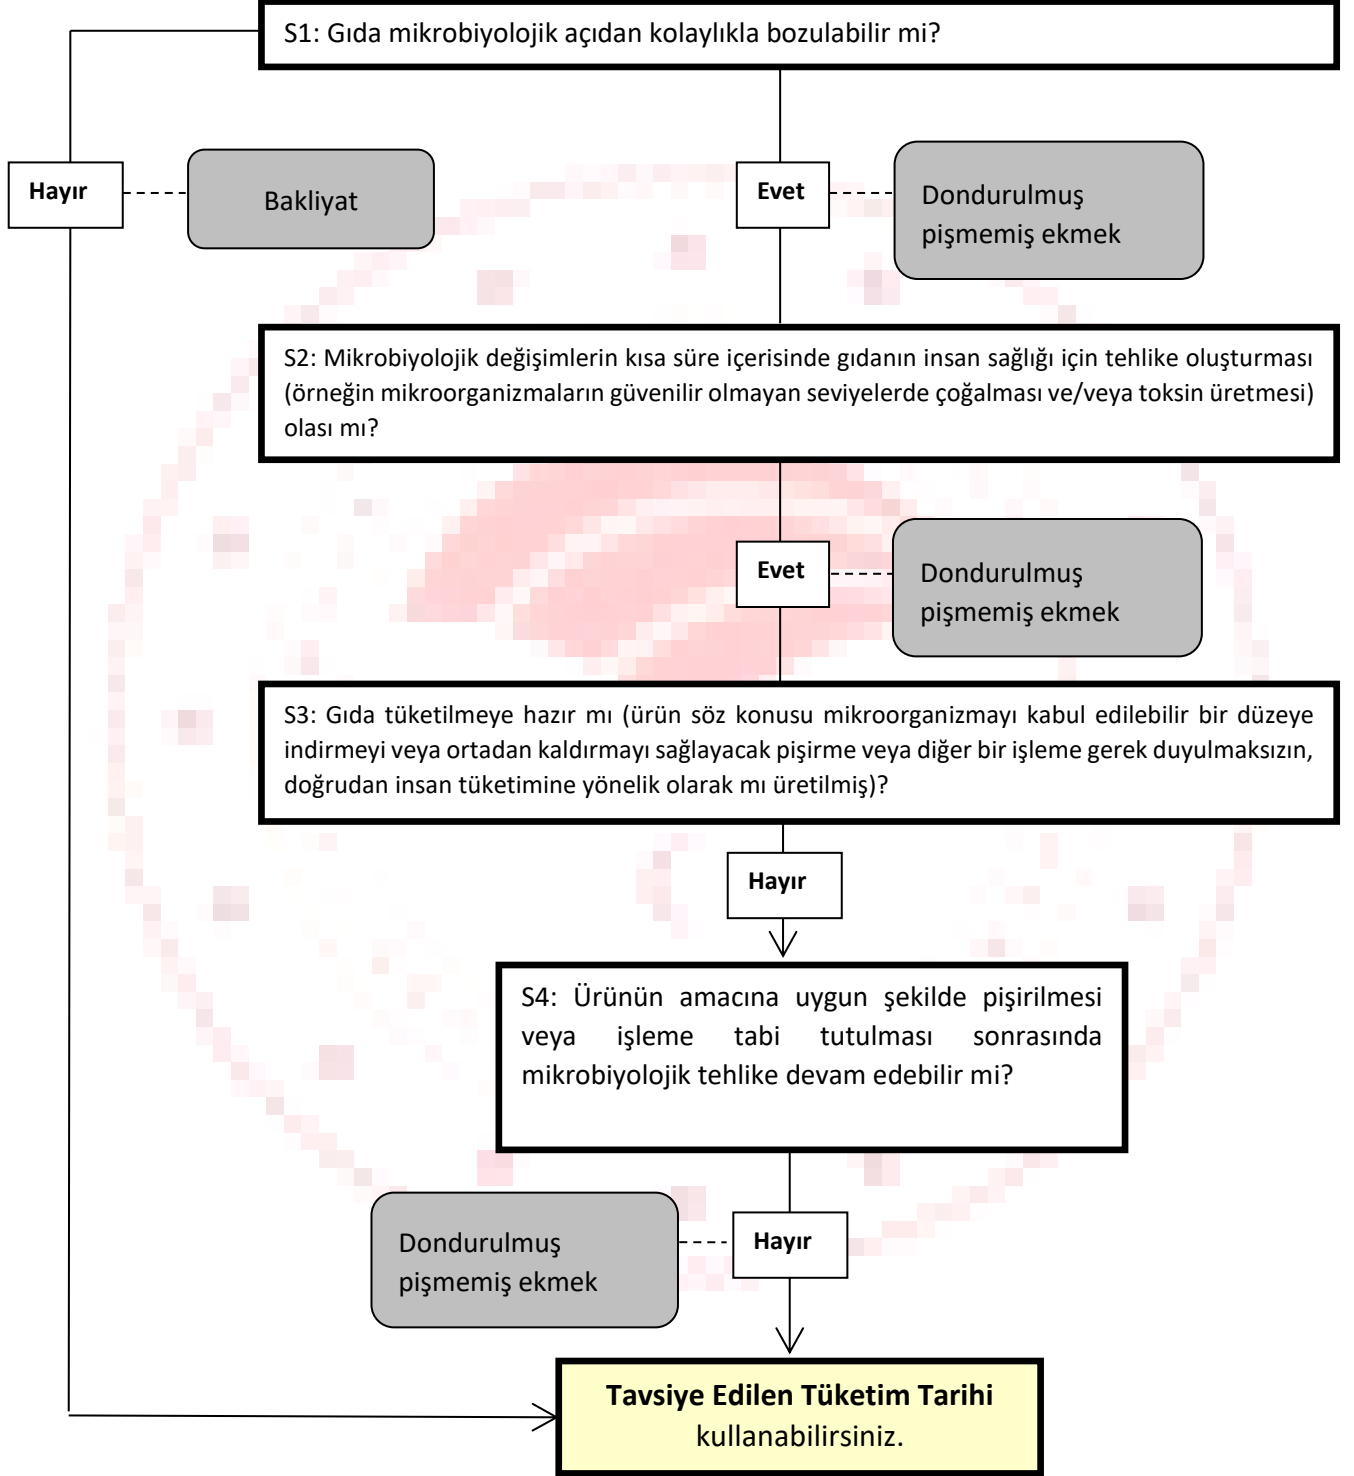 S1: Gıda mikrobiyolojik açıdan kolaylıkla bozulabilir mi?
Hayır
Bakliyat
Evet
Dondurulmuş
pişmemiş ekmek
S2: Mikrobiyolojik değişimlerin kısa süre içerisinde gıdanın insan sağlığı için tehlike oluşturması
(örneğin mikroorganizmaların güvenilir olmayan seviyelerde çoğalması ve/veya toksin üretmesi)
olası mı?
Evet
Dondurulmuş
pişmemiş ekmek
S3: Gıda tüketilmeye hazır mı (ürün söz konusu mikroorganizmayı kabul edilebilir bir düzeye
indirmeyi veya ortadan kaldırmayı sağlayacak pişirme veya diğer bir işleme gerek duyulmaksızın,
doğrudan insan tüketimine yönelik olarak mı üretilmiş)?
Hayır
S4: Ürünün amacına uygun şekilde pişirilmesi
veya işleme tabi tutulması sonrasında
mikrobiyolojik tehlike devam edebilir mi?
Dondurulmuş
pişmemiş ekmek
Hayır
Tavsiye Edilen Tüketim Tarihi
kullanabilirsiniz.